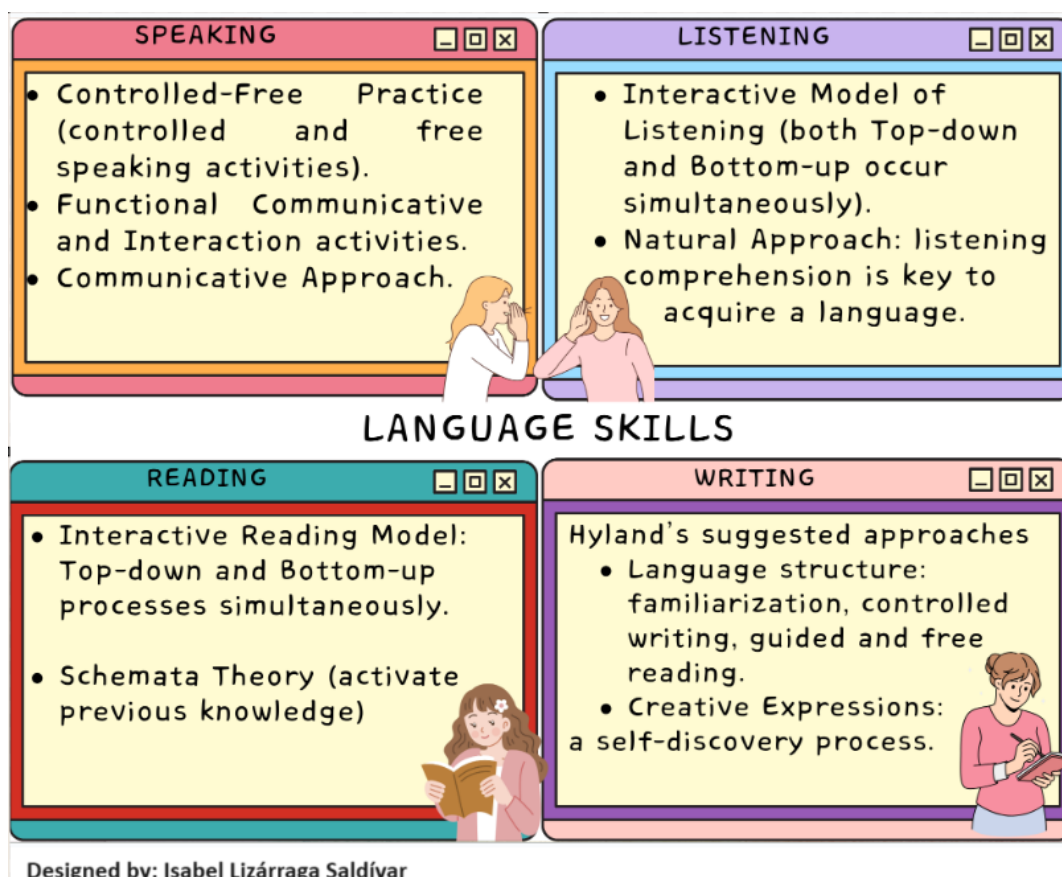 SPEAKING
• Controlled-Free Practice
(controlled and free
speaking activities).
• Functional Communicative
and Interaction activities.
• Communicative Approach.
LISTENING
• Interactive Model of
Listening (both Top-down
and Bottom-up occur
simultaneously).
• Natural Approach: listening
comprehension is key to
acquire a language.
LANGUAGE SKILLS
READING
• Interactive Reading Model:
Top-down and Bottom-up
processes simultaneously.
• Schemata Theory (activate
previous knowledge)
WRITING
Hyland's suggested approaches
• Language structure:
familiarization, controlled
writing, guided and free
reading.
• Creative Expressions:
a self-discovery process.
Designed by: Isabel Lizárraga Saldívar